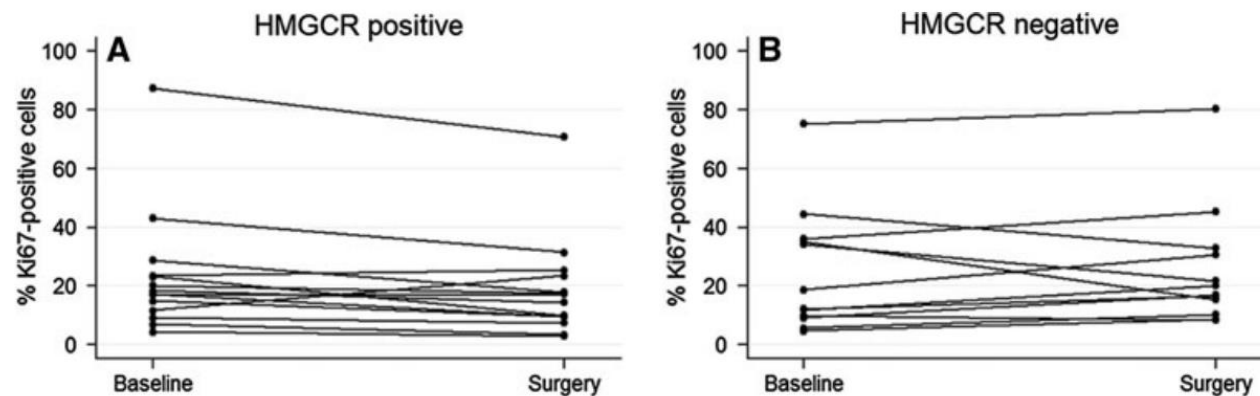 HMGCR positive
A
% Ki67-positive cells
100
80
60
40
20
0
Baseline
Surgery
HMGCR negative
B
% Ki67-positive cells
100
80
60
40
20
0
Baseline
Surgery